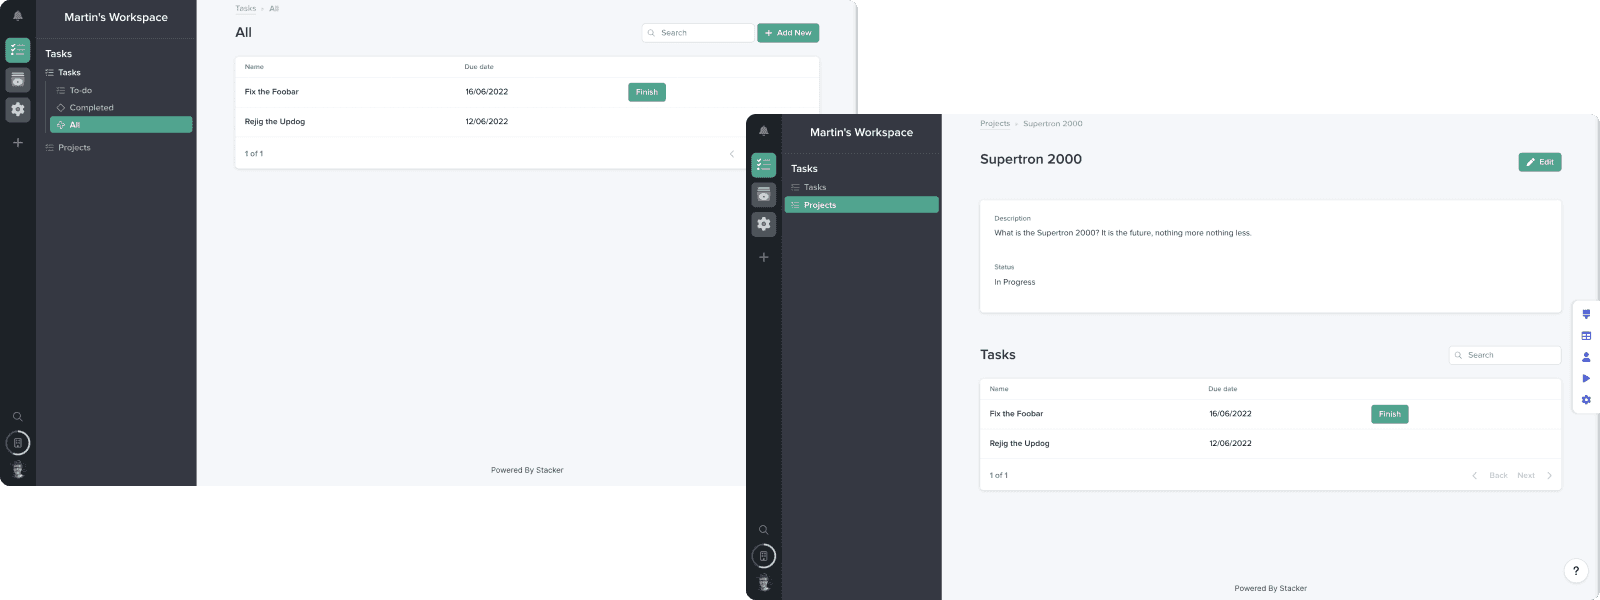 Martin's Workspace
Tasks
Tasks
To-do
Completed
All
Projects
Tasks All
All
Search
Add New
Name Due date
Fix the Foobar 16/06/2022 Finish
Rejig the Updog 12/06/2022
1 of 1
Powered By Stacker
Martin's Workspace
Tasks
Tasks
Projects
Projects Supertron 2000
Supertron 2000
Edit
Description
What is the Supertron 2000? It is the future, nothing more nothing less.
Status
In Progress
Tasks
Search
Name Due date
Fix the Foobar 16/06/2022 Finish
Rejig the Updog 12/06/2022
1 of 1 Back Next
Powered By Stacker
?